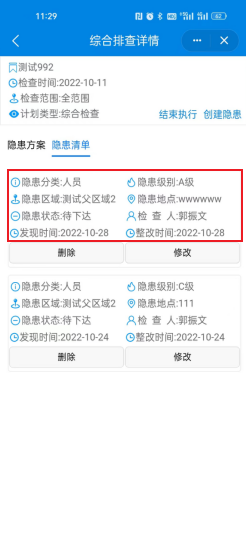 11:29
62
综合排查详情
测试992
检查时间:2022-10-11
检查范围:全范围
计划类型:综合检查
结束执行 创建隐患
隐患方案 隐患清单
隐患分类:人员 隐患级别:A级
隐患区域:测试父区域2 隐患地点:wwwwww
隐患状态:待下达 检 查 人:郭振文
发现时间:2022-10-28 整改时间:2022-10-28
删除 修改
隐患分类:人员 隐患级别:C级
隐患区域:测试父区域2 隐患地点:111
隐患状态:待下达 检 查 人:郭振文
发现时间:2022-10-24 整改时间:2022-10-24
删除 修改